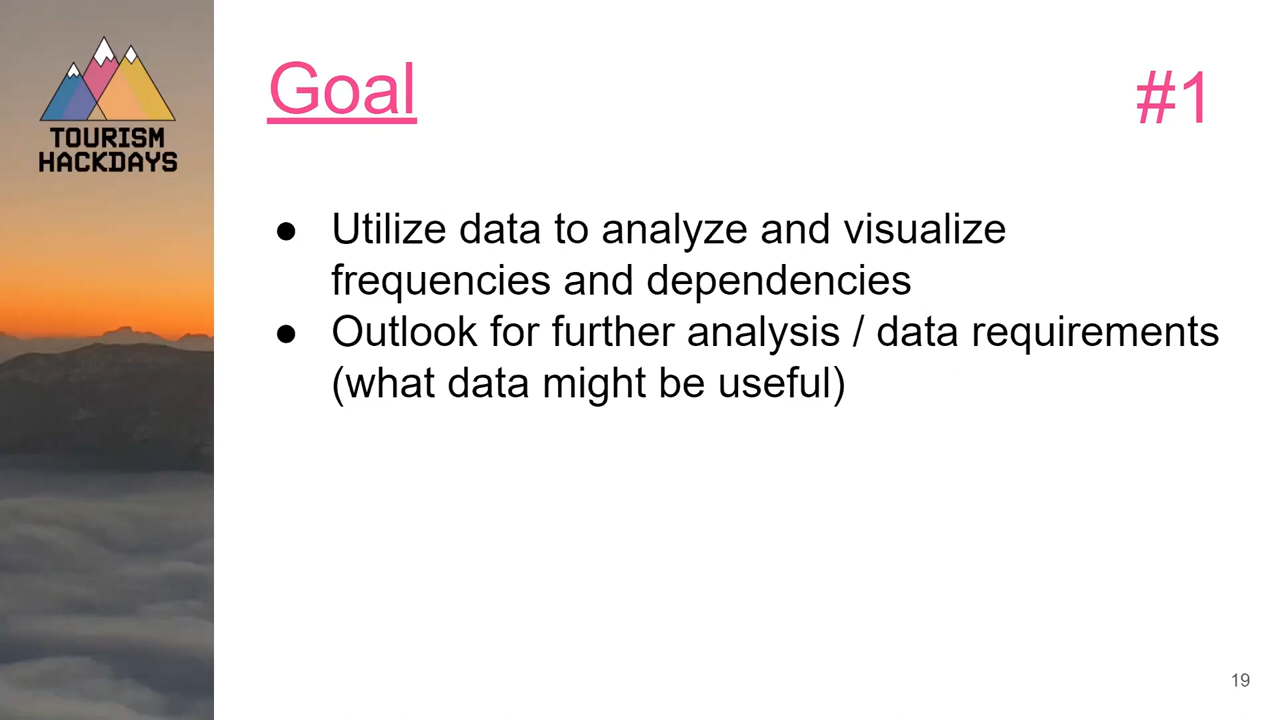 TOURISM
HACKDAYS
Goal
#1
● Utilize data to analyze and visualize
frequencies and dependencies
● Outlook for further analysis / data requirements
(what data might be useful)
19